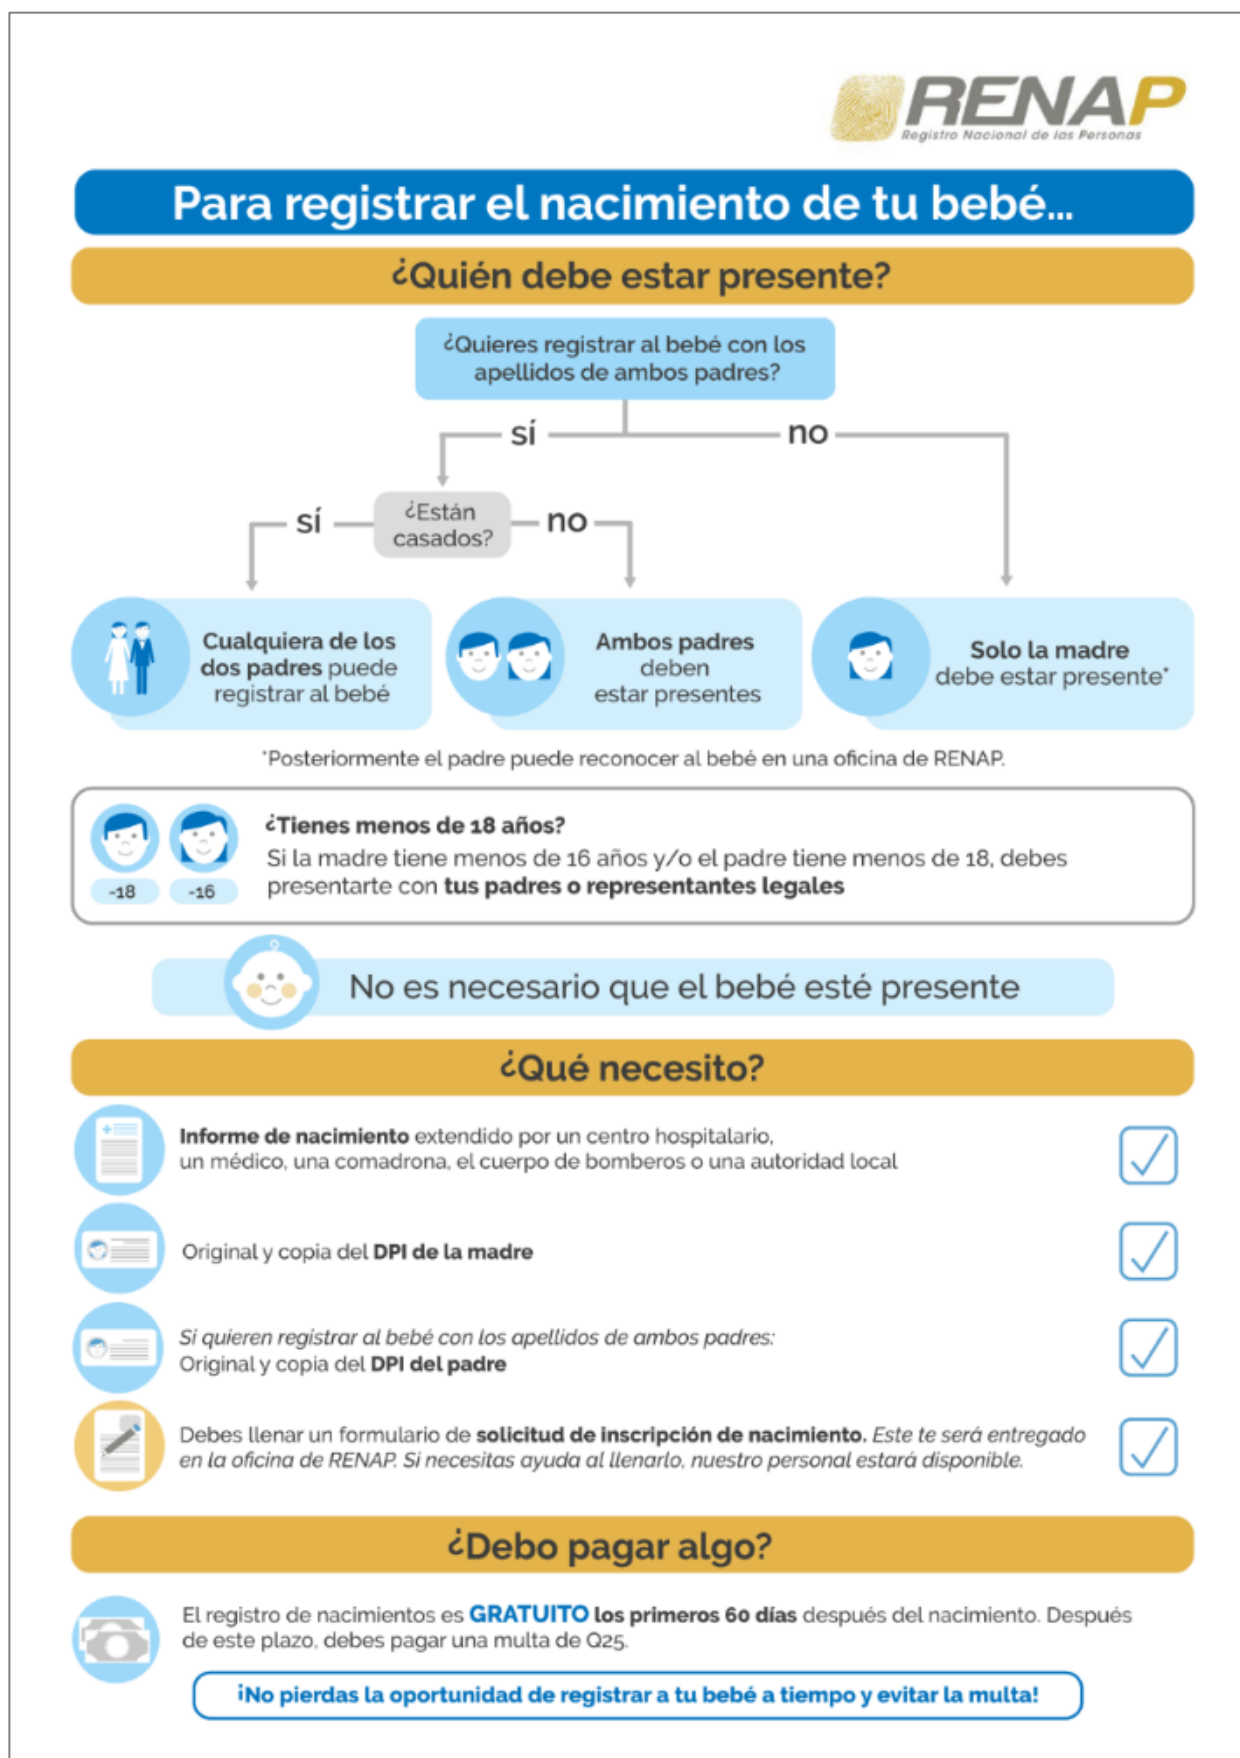 RENAP
Registro Nacional de las Personas
Para registrar el nacimiento de tu bebé...
¿Quién debe estar presente?
¿Quieres registrar al bebé con los
apellidos de ambos padres?
sí
no
¿Están
casados?
sí
no
Cualquiera de los
dos padres puede
registrar al bebé
Ambos padres
deben
estar presentes
Solo la madre
debe estar presente*
*Posteriormente el padre puede reconocer al bebé en una oficina de RENAP.
¿Tienes menos de 18 años?
Si la madre tiene menos de 16 años y/o el padre tiene menos de 18, debes
presentarte con tus padres o representantes legales
-18
-16
No es necesario que el bebé esté presente
¿Qué necesito?
Informe de nacimiento extendido por un centro hospitalario,
un médico, una comadrona, el cuerpo de bomberos o una autoridad local
Original y copia del DPI de la madre
Si quieren registrar al bebé con los apellidos de ambos padres:
Original y copia del DPI del padre
Debes llenar un formulario de solicitud de inscripción de nacimiento. Este te será entregado
en la oficina de RENAP. Si necesitas ayuda al llenarlo, nuestro personal estará disponible.
¿Debo pagar algo?
El registro de nacimientos es GRATUITO los primeros 60 días después del nacimiento. Después
de este plazo, debes pagar una multa de Q25.
¡No pierdas la oportunidad de registrar a tu bebé a tiempo y evitar la multa!